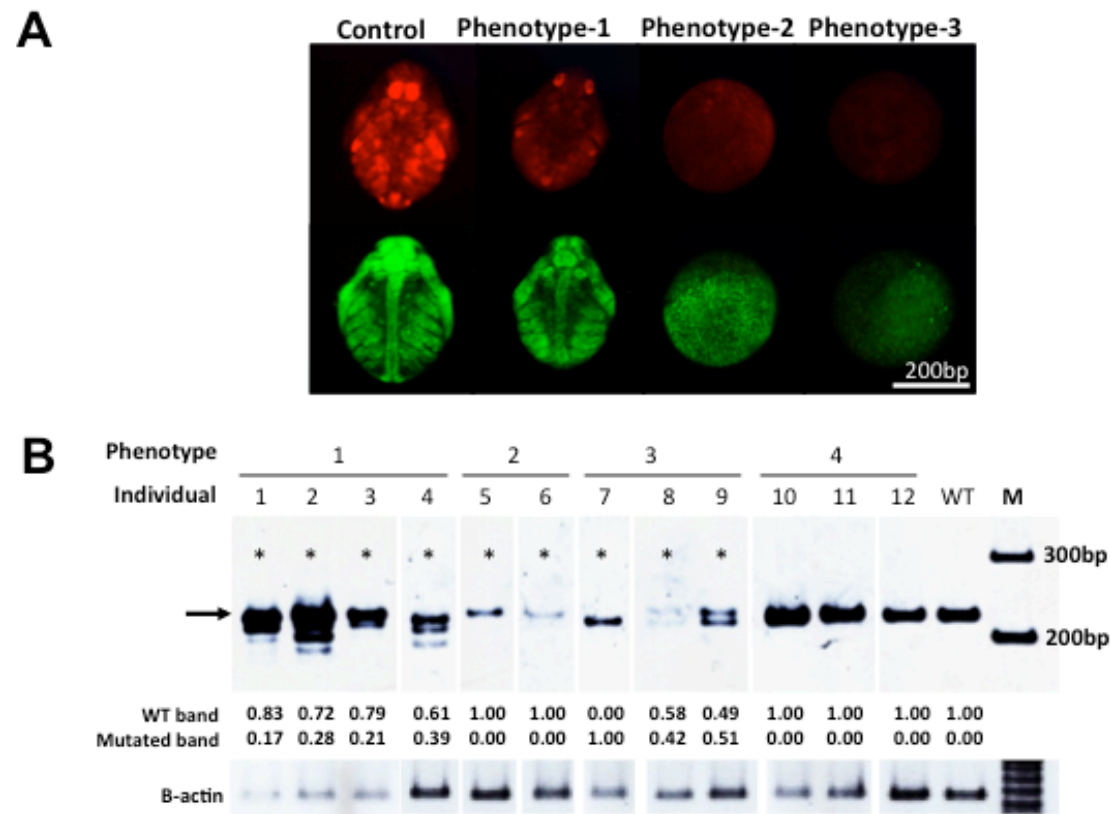 A
Control Phenotype-1 Phenotype-2 Phenotype-3
200bp
B
Phenotype 1 2 3 4
Individual 1 2 3 4 5 6 7 8 9 10 11 12 WT M
* * * * * * * * *
300bp
200bp
WT band 0.83 0.72 0.79 0.61 1.00 1.00 0.00 0.58 0.49 1.00 1.00 1.00 1.00
Mutated band 0.17 0.28 0.21 0.39 0.00 0.00 1.00 0.42 0.51 0.00 0.00 0.00 0.00
B-actin